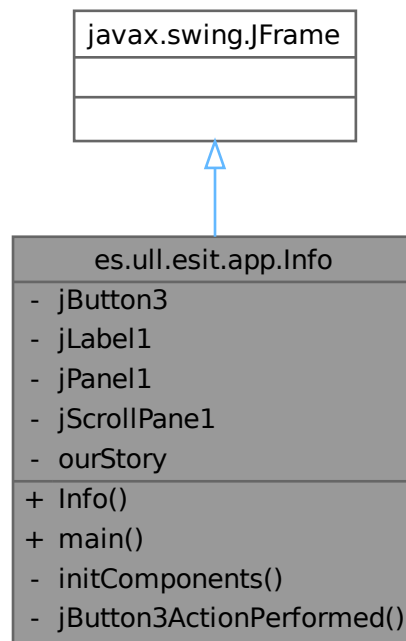 javax.swing.JFrame
es.ull.esit.app.Info
- jButton3
- jLabel1
- jPanel1
- jScrollPane1
- ourStory
+ Info()
+ main()
- initComponents()
- jButton3ActionPerformed()